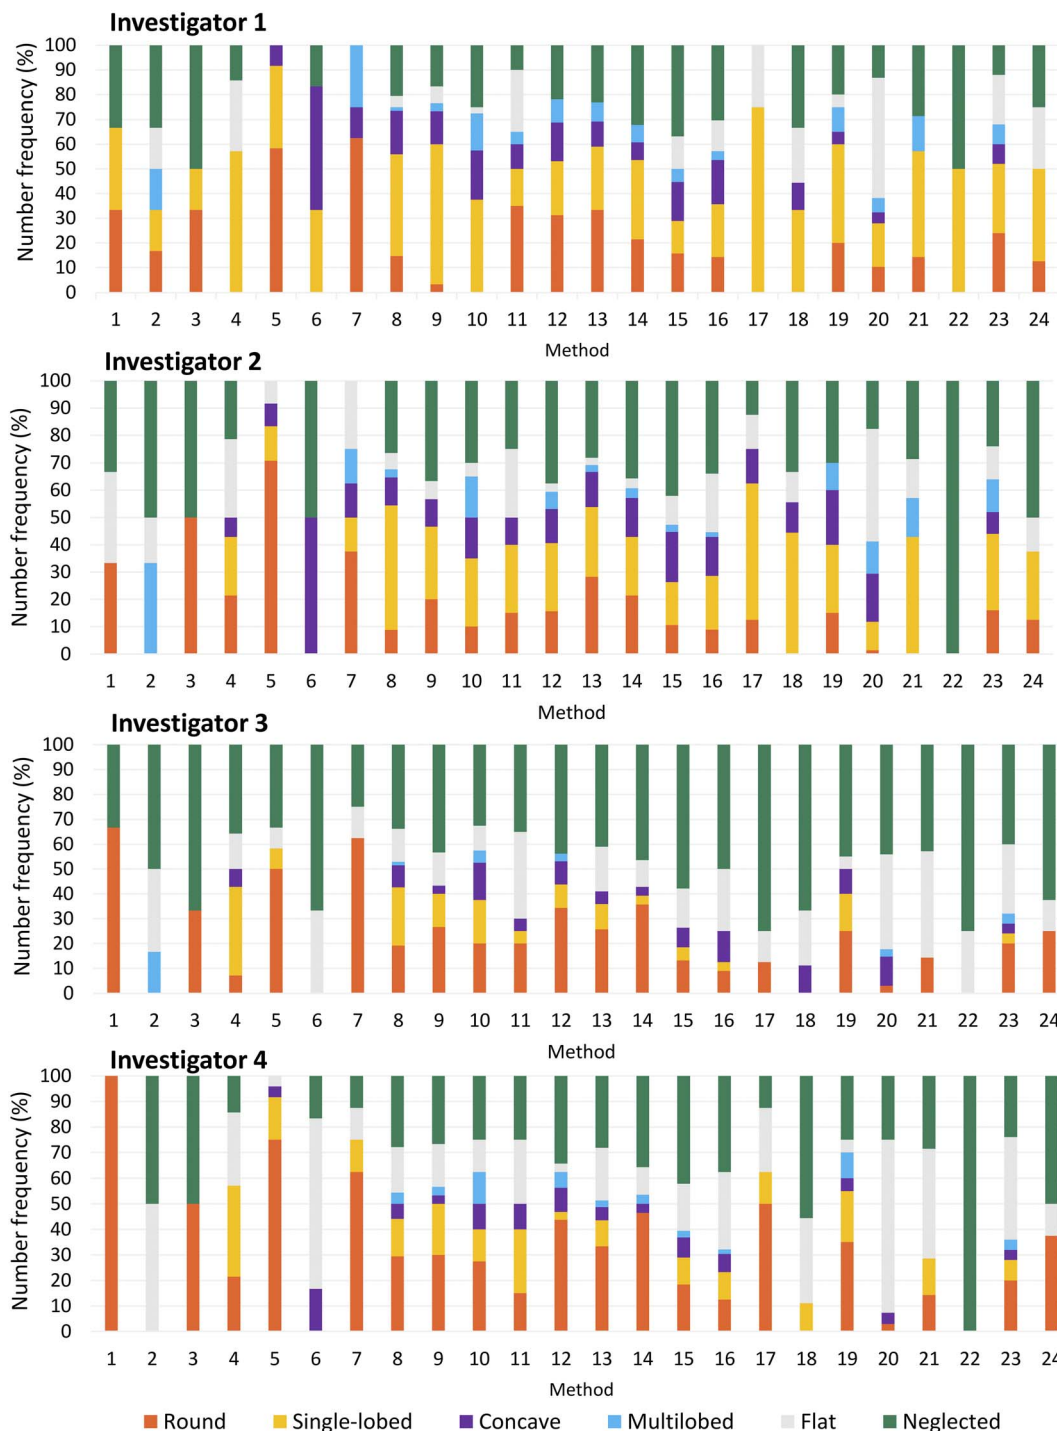 Investigator 1
Number frequency (%)
100
90
80
70
60
50
40
30
20
10
0
1 2 3 4 5 6 7 8 9 10 11 12 13 14 15 16 17 18 19 20 21 22 23 24
Method
Investigator 2
Number frequency (%)
100
90
80
70
60
50
40
30
20
10
0
1 2 3 4 5 6 7 8 9 10 11 12 13 14 15 16 17 18 19 20 21 22 23 24
Method
Investigator 3
Number frequency (%)
100
90
80
70
60
50
40
30
20
10
0
1 2 3 4 5 6 7 8 9 10 11 12 13 14 15 16 17 18 19 20 21 22 23 24
Method
Investigator 4
Number frequency (%)
100
90
80
70
60
50
40
30
20
10
0
1 2 3 4 5 6 7 8 9 10 11 12 13 14 15 16 17 18 19 20 21 22 23 24
Method
Round Single-lobed Concave Multilobed Flat Neglected